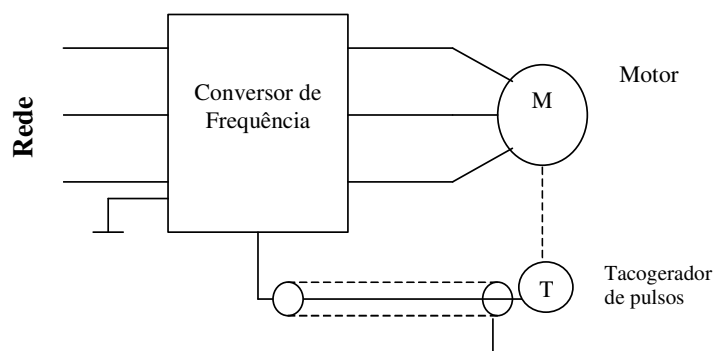 Rede
Conversor de
Frequência
M
Motor
T
Tacogerador
de pulsos